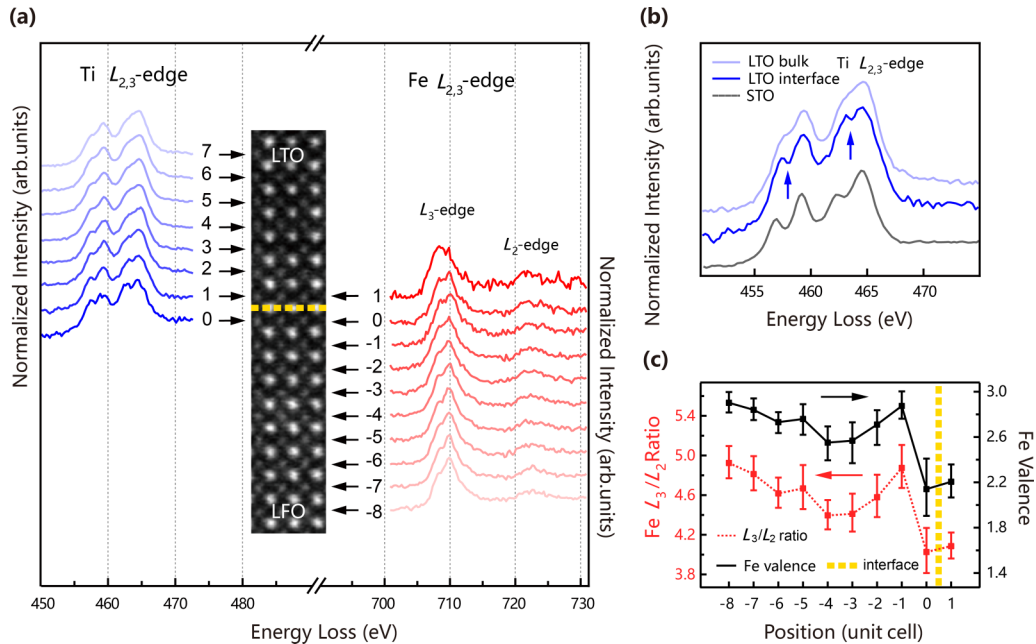 (a)
Normalized Intensity (arb.units)
Ti L2,3-edge
Fe L2,3-edge
7
6
5
4
3
2
1
0
LTO
LFO
L3-edge
L2-edge
1
0
-1
-2
-3
-4
-5
-6
-7
-8
Normalized Intensity (arb.units)
450 460 470 480 700 710 720 730
Energy Loss (eV)
(b)
Normalized Intensity (arb.units)
LTO bulk
LTO interface
STO
Ti L2,3-edge
455 460 465 470
Energy Loss (eV)
(c)
Fe L3/L2 Ratio
5.4
5.0
4.6
4.2
3.8
L3/L2 ratio
Fe valence
interface
3.0
2.6
2.2
1.8
1.4
Fe Valence
-8 -7 -6 -5 -4 -3 -2 -1 0 1
Position (unit cell)